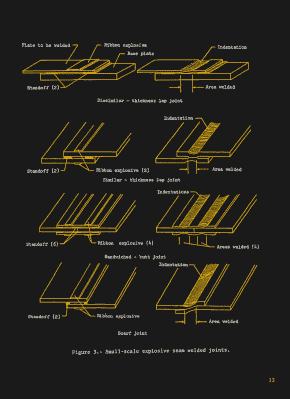 Plate to be welded
Ribbon explosive
Base plate
Indentation
Standoff (2)
Area welded
Dissimilar - thickness lap joint
Indentation
Standoff (2)
Ribbon explosive (2)
Area welded
Similar - thickness lap joint
Indentations
Standoff (6)
Ribbon explosive (4)
Areas welded (4)
Sandwiched - butt joint
Indentation
Standoff (2)
Ribbon explosive
Area welded
Scarf joint
Figure 3.- Small-scale explosive seam welded joints.